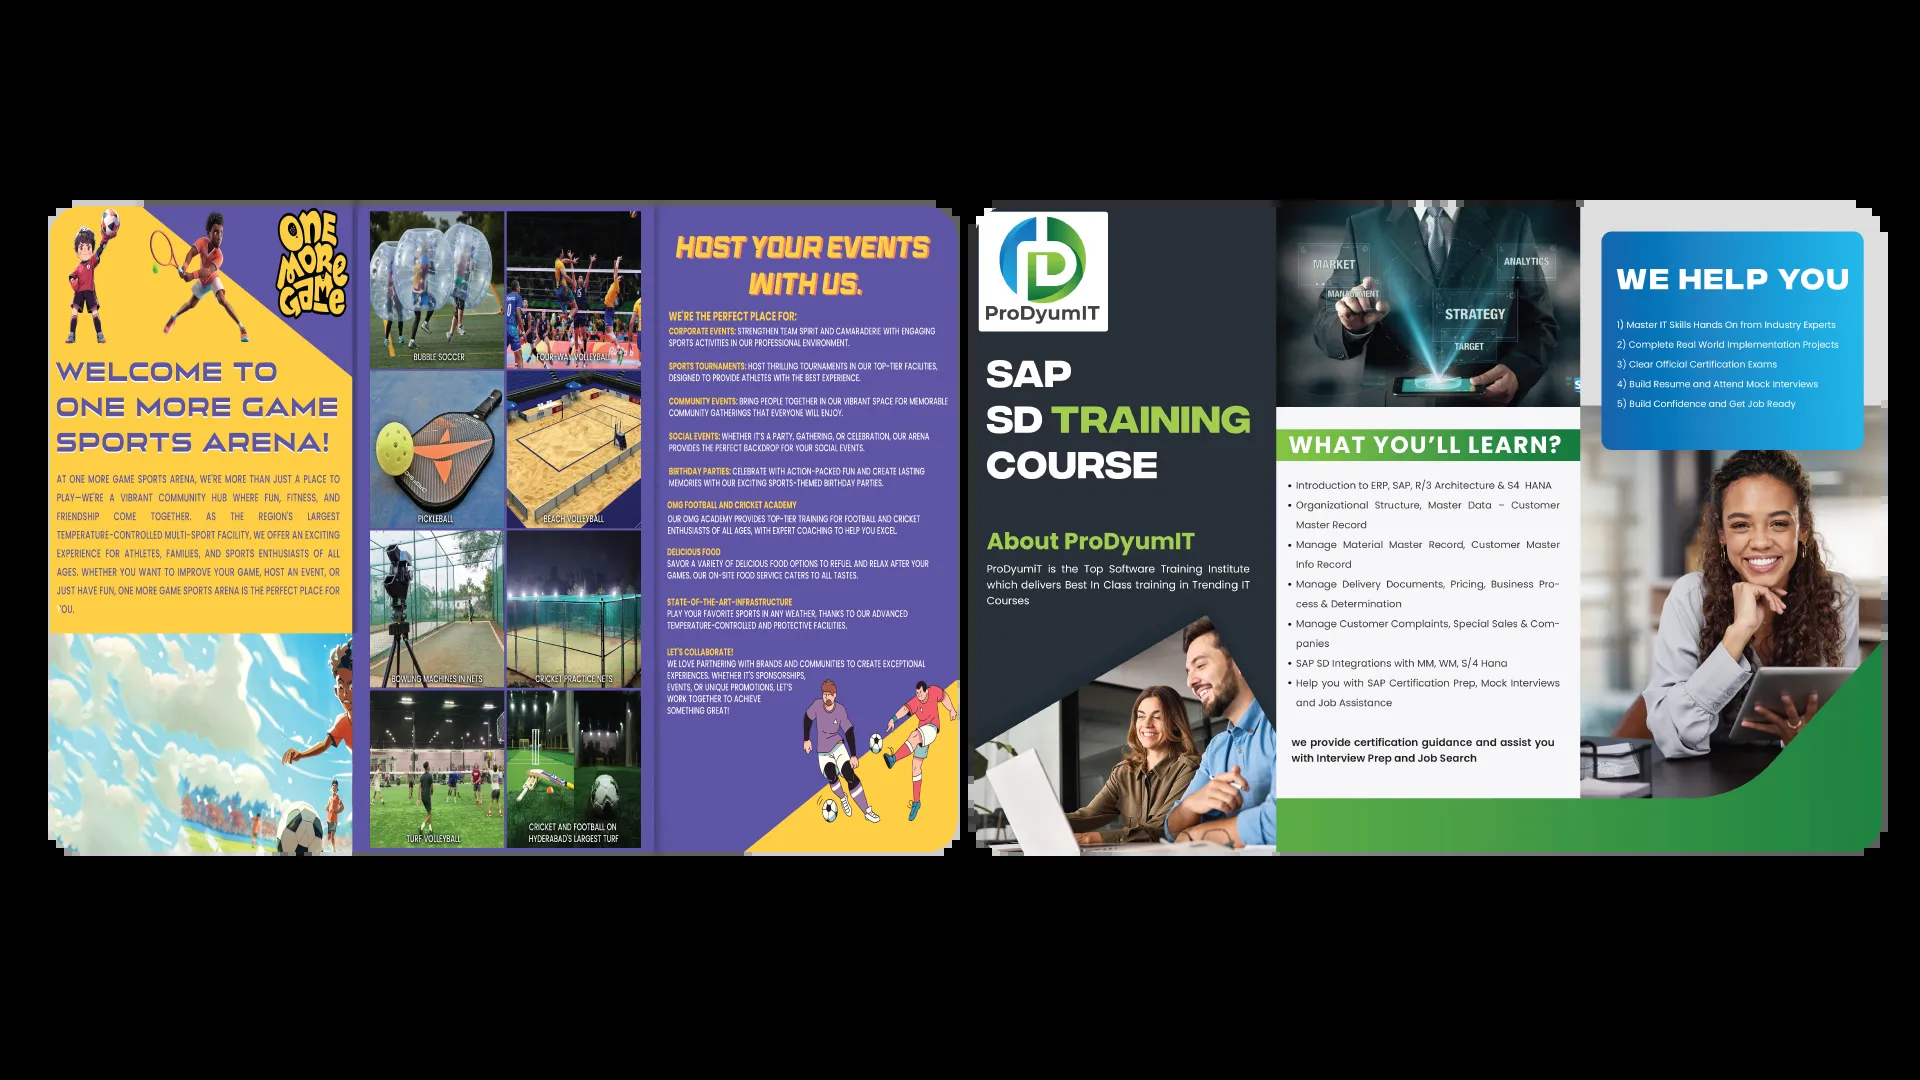 ONE
MORE
Game
WELCOME TO
ONE MORE GAME
SPORTS ARENA!
AT ONE MORE GAME SPORTS ARENA, WE'RE MORE THAN JUST A PLACE TO
PLAY—WE'RE A VIBRANT COMMUNITY HUB WHERE FUN, FITNESS, AND
FRIENDSHIP COME TOGETHER. AS THE REGION'S LARGEST
TEMPERATURE-CONTROLLED MULTI-SPORT FACILITY, WE OFFER AN EXCITING
EXPERIENCE FOR ATHLETES, FAMILIES, AND SPORTS ENTHUSIASTS OF ALL
AGES. WHETHER YOU WANT TO IMPROVE YOUR GAME, HOST AN EVENT, OR
JUST HAVE FUN, ONE MORE GAME SPORTS ARENA IS THE PERFECT PLACE FOR
YOU.
BUBBLE SOCCER
FOUR-WAY VOLLEYBALL
PICKLEBALL
BEACH VOLLEYBALL
BOWLING MACHINES IN NETS
CRICKET PRACTICE NETS
TURF VOLLEYBALL
CRICKET AND FOOTBALL ON
HYDERABAD'S LARGEST TURF
HOST YOUR EVENTS
WITH US.
WE'RE THE PERFECT PLACE FOR:
CORPORATE EVENTS: STRENGTHEN TEAM SPIRIT AND CAMARADERIE WITH ENGAGING
SPORTS ACTIVITIES IN OUR PROFESSIONAL ENVIRONMENT.
SPORTS TOURNAMENTS: HOST THRILLING TOURNAMENTS IN OUR TOP-TIER FACILITIES,
DESIGNED TO PROVIDE ATHLETES WITH THE BEST EXPERIENCE.
COMMUNITY EVENTS: BRING PEOPLE TOGETHER IN OUR VIBRANT SPACE FOR MEMORABLE
COMMUNITY GATHERINGS THAT EVERYONE WILL ENJOY.
SOCIAL EVENTS: WHETHER IT'S A PARTY, GATHERING, OR CELEBRATION, OUR ARENA
PROVIDES THE PERFECT BACKDROP FOR YOUR SOCIAL EVENTS.
BIRTHDAY PARTIES: CELEBRATE WITH ACTION-PACKED FUN AND CREATE LASTING
MEMORIES WITH OUR EXCITING SPORTS-THEMED BIRTHDAY PARTIES.
OMG FOOTBALL AND CRICKET ACADEMY
OUR OMG ACADEMY PROVIDES TOP-TIER TRAINING FOR FOOTBALL AND CRICKET
ENTHUSIASTS OF ALL AGES, WITH EXPERT COACHING TO HELP YOU EXCEL.
DELICIOUS FOOD
SAVOR A VARIETY OF DELICIOUS FOOD OPTIONS TO REFUEL AND RELAX AFTER YOUR
GAMES. OUR ON-SITE FOOD SERVICE CATERS TO ALL TASTES.
STATE-OF-THE-ART-INFRASTRUCTURE
PLAY YOUR FAVORITE SPORTS IN ANY WEATHER, THANKS TO OUR ADVANCED
TEMPERATURE-CONTROLLED AND PROTECTIVE FACILITIES.
LET'S COLLABORATE!
WE LOVE PARTNERING WITH BRANDS AND COMMUNITIES TO CREATE EXCEPTIONAL
EXPERIENCES. WHETHER IT'S SPONSORSHIPS,
EVENTS, OR UNIQUE PROMOTIONS, LET'S
WORK TOGETHER TO ACHIEVE
SOMETHING GREAT!
ProDyumIT
SAP
SD TRAINING
COURSE
About ProDyumIT
ProDyumiT is the Top Software Training Institute
which delivers Best In Class training in Trending IT
Courses
MARKET
MANAGEMENT
ANALYTICS
STRATEGY
TARGET
WHAT YOU'LL LEARN?
• Introduction to ERP, SAP, R/3 Architecture & S4 HANA
• Organizational Structure, Master Data – Customer
Master Record
• Manage Material Master Record, Customer Master
Info Record
• Manage Delivery Documents, Pricing, Business Pro-
cess & Determination
• Manage Customer Complaints, Special Sales & Com-
panies
• SAP SD Integrations with MM, WM, S/4 Hana
• Help you with SAP Certification Prep, Mock Interviews
and Job Assistance
we provide certification guidance and assist you
with Interview Prep and Job Search
WE HELP YOU
1) Master IT Skills Hands On from Industry Experts
2) Complete Real World Implementation Projects
3) Clear Official Certification Exams
4) Build Resume and Attend Mock Interviews
5) Build Confidence and Get Job Ready